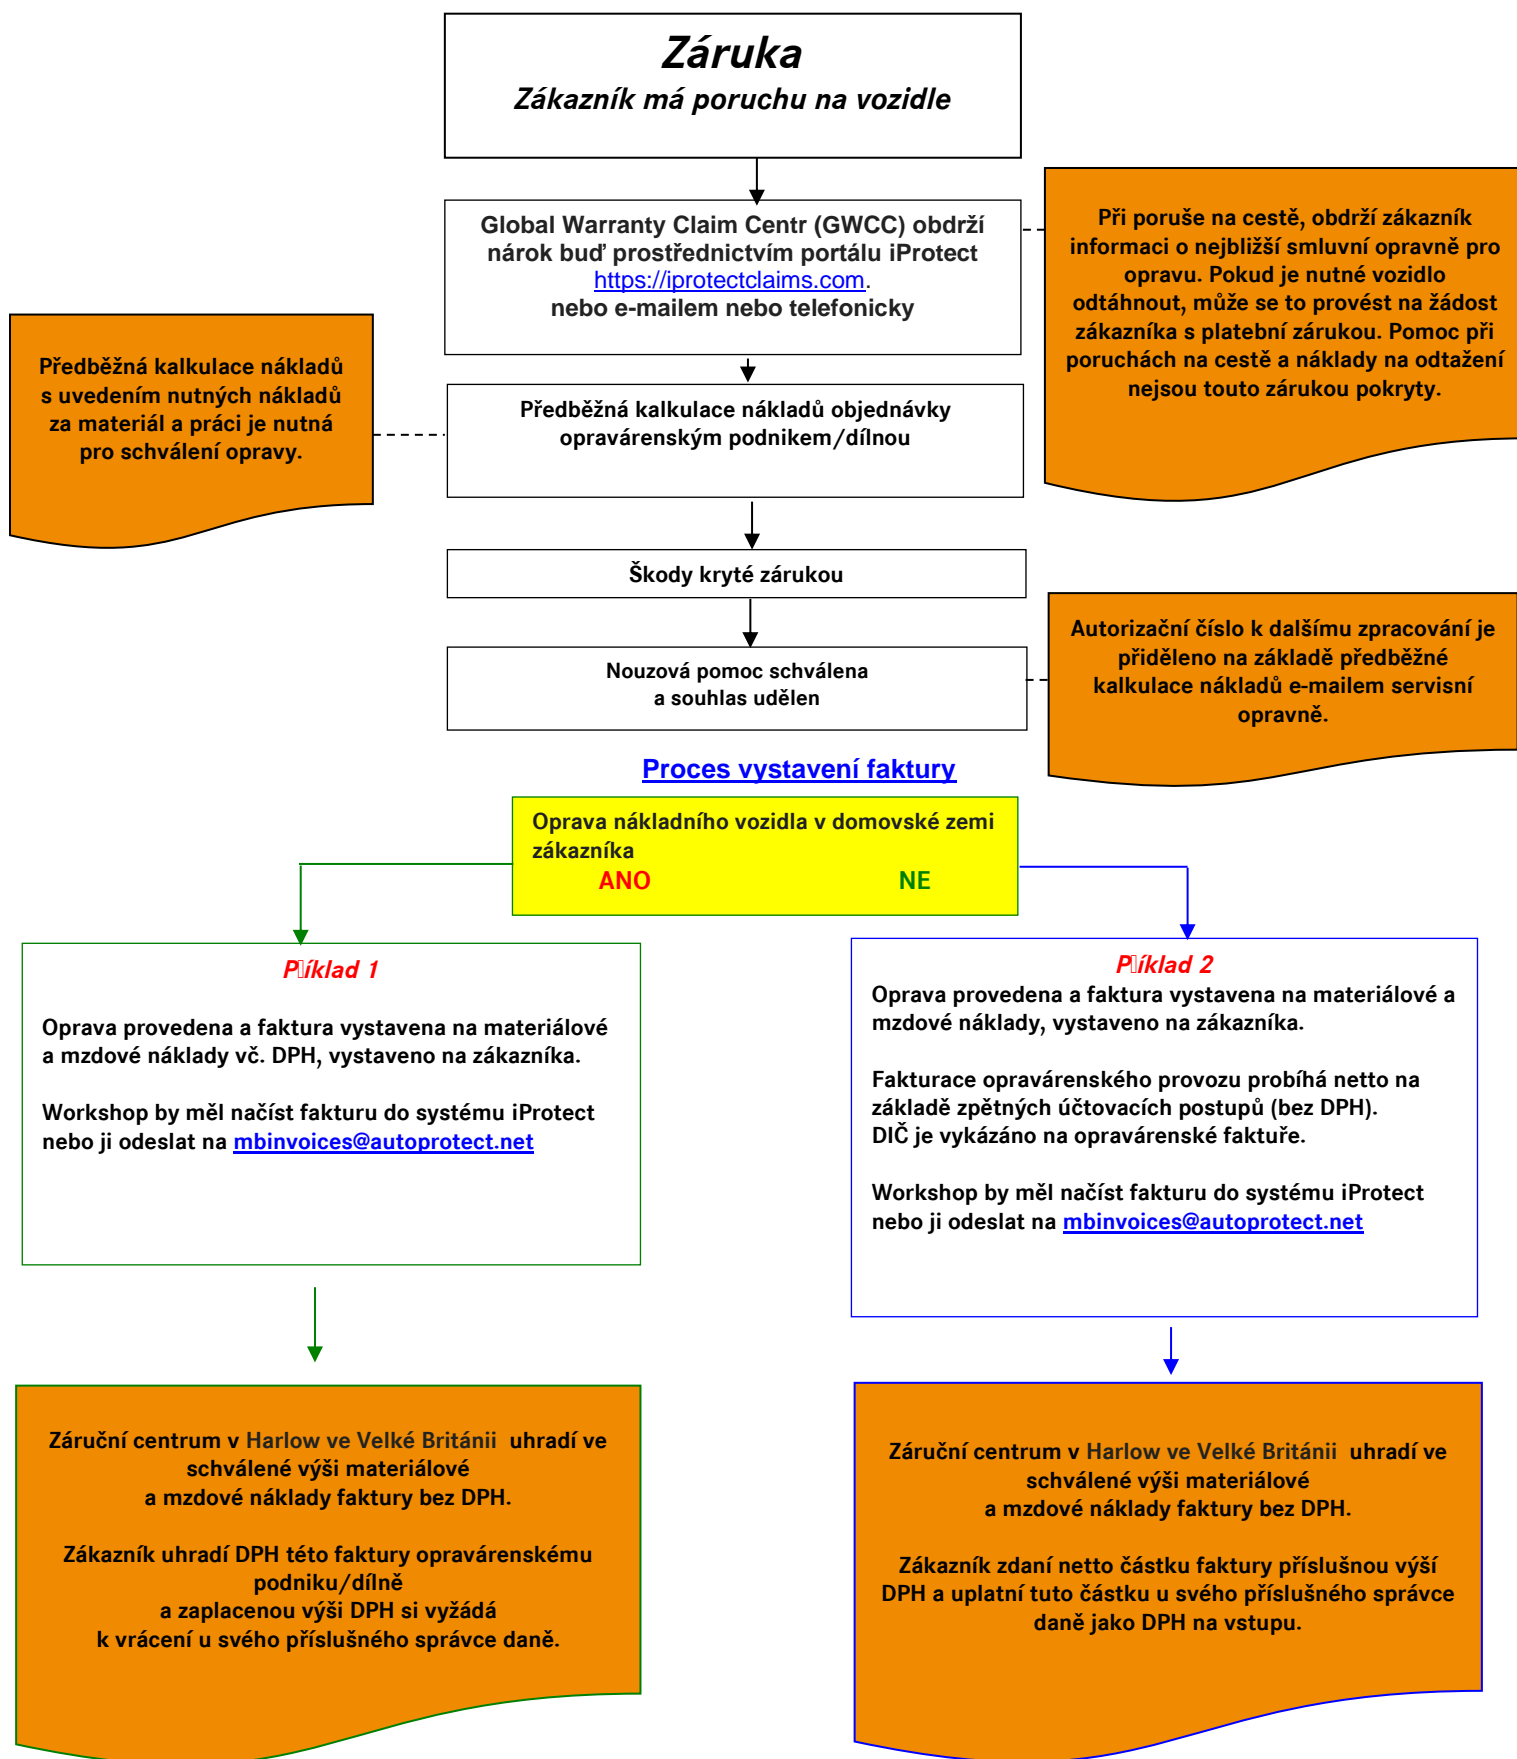 Záruka
Zákazník má poruchu na vozidle
Global Warranty Claim Centr (GWCC) obdrží
nárok buď prostřednictvím portálu iProtect
https://iprotectclaims.com.
nebo e-mailem nebo telefonicky
Při poruše na cestě, obdrží zákazník
informaci o nejbližší smluvní opravně pro
opravu. Pokud je nutné vozidlo
odtáhnout, může se to provést na žádost
zákazníka s platební zárukou. Pomoc při
poruchách na cestě a náklady na odtažení
nejsou touto zárukou pokryty.
Předběžná kalkulace nákladů
s uvedením nutných nákladů
za materiál a práci je nutná
pro schválení opravy.
Předběžná kalkulace nákladů objednávky
opravárenským podnikem/dílnou
Škody kryté zárukou
Nouzová pomoc schválena
a souhlas udělen
Autorizační číslo k dalšímu zpracování je
přiděleno na základě předběžné
kalkulace nákladů e-mailem servisní
opravně.
Proces vystavení faktury
Oprava nákladního vozidla v domovské zemi
zákazníka
ANO NE
P▯íklad 1
Oprava provedena a faktura vystavena na materiálové
a mzdové náklady vč. DPH, vystaveno na zákazníka.
Workshop by měl načíst fakturu do systému iProtect
nebo ji odeslat na mbinvoices@autoprotect.net
P▯íklad 2
Oprava provedena a faktura vystavena na materiálové a
mzdové náklady, vystaveno na zákazníka.
Fakturace opravárenského provozu probíhá netto na
základě zpětných účtovacích postupů (bez DPH).
DIČ je vykázáno na opravárenské faktuře.
Workshop by měl načíst fakturu do systému iProtect
nebo ji odeslat na mbinvoices@autoprotect.net
Záruční centrum v Harlow ve Velké Británii uhradí ve
schválené výši materiálové
a mzdové náklady faktury bez DPH.
Zákazník uhradí DPH této faktury opravárenskému
podniku/dílně
a zaplacenou výši DPH si vyžádá
k vrácení u svého příslušného správce daně.
Záruční centrum v Harlow ve Velké Británii uhradí ve
schválené výši materiálové
a mzdové náklady faktury bez DPH.
Zákazník zdaní netto částku faktury příslušnou výší
DPH a uplatní tuto částku u svého příslušného správce
daně jako DPH na vstupu.